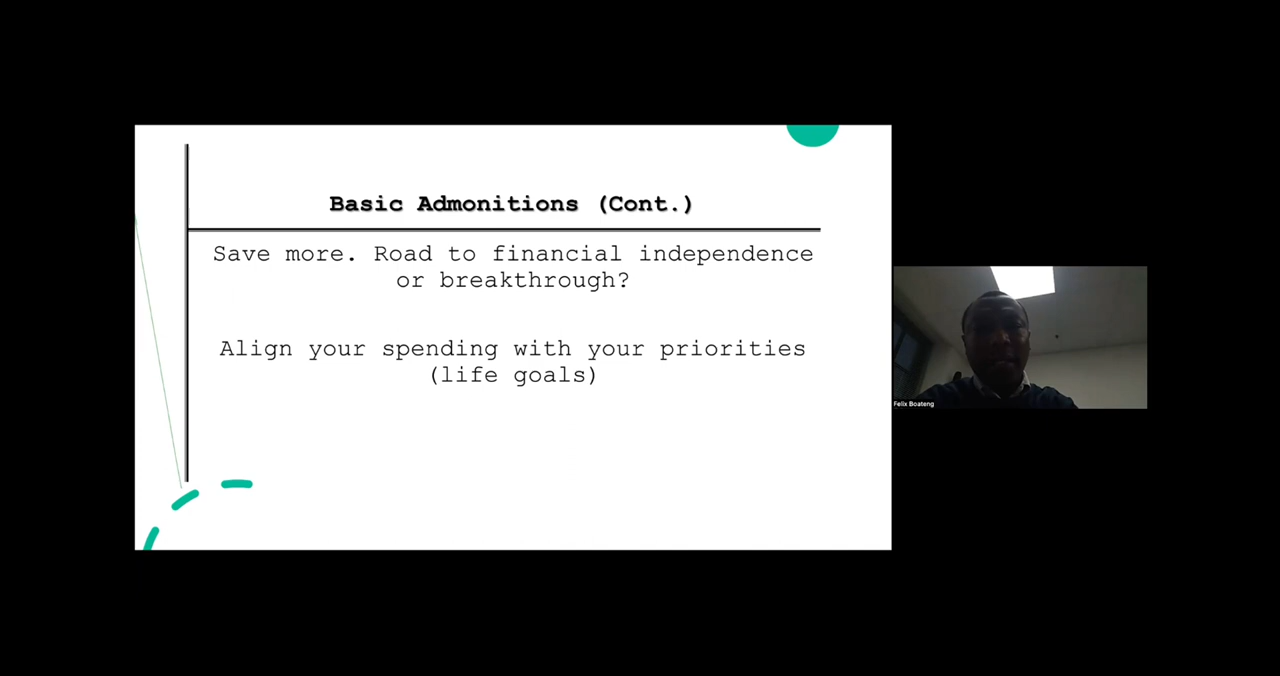 Basic Admonitions (Cont.)
Save more. Road to financial independence
or breakthrough?
Align your spending with your priorities
(life goals)
Felix Boateng